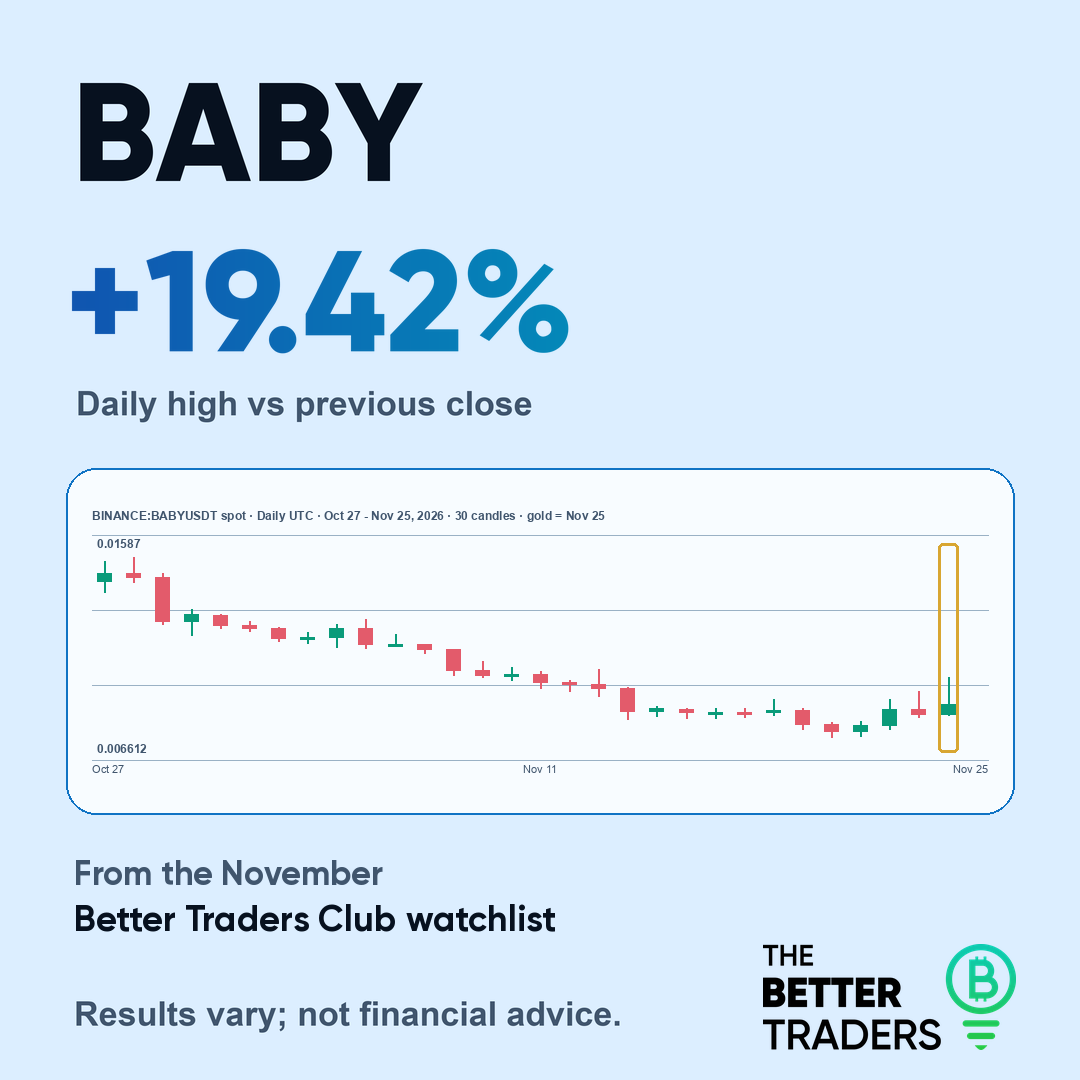 BABY
+19.42%
Daily high vs previous close
BINANCE:BABYUSDT spot · Daily UTC · Oct 27 - Nov 25, 2026 · 30 candles · gold = Nov 25
0.01587
0.006612
Oct 27 Nov 11 Nov 25
From the November
Better Traders Club watchlist
Results vary; not financial advice.
THE
BETTER
TRADERS